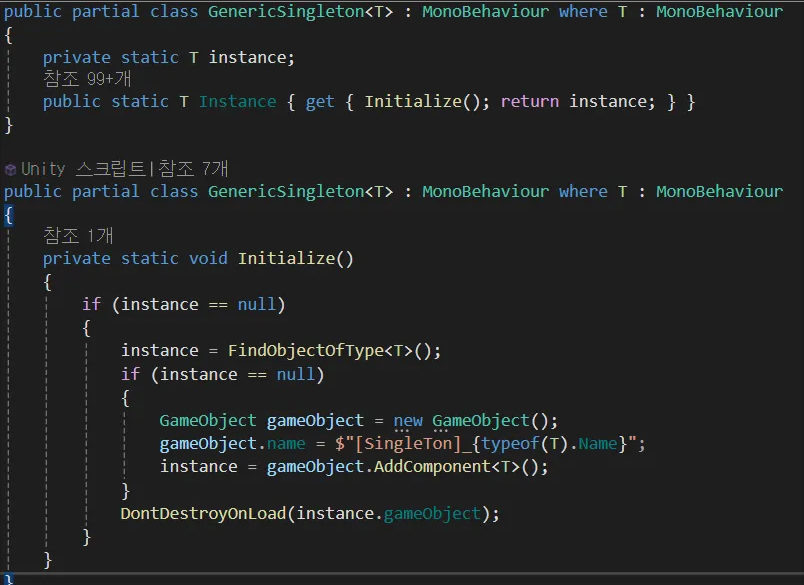 public partial class GenericSingleton<T> : MonoBehaviour where T : MonoBehaviour
{
    private static T instance;
    참조 99+개
    public static T Instance { get { Initialize(); return instance; } }
}
Unity 스크립트|참조 7개
public partial class GenericSingleton<T> : MonoBehaviour where T : MonoBehaviour
{
    참조 1개
    private static void Initialize()
    {
        if (instance == null)
        {
            instance = FindObjectOfType<T>();
            if (instance == null)
            {
                GameObject gameObject = new GameObject();
                gameObject.name = $"[SingleTon]_{typeof(T).Name}";
                instance = gameObject.AddComponent<T>();
            }
            DontDestroyOnLoad(instance.gameObject);
        }
    }
}